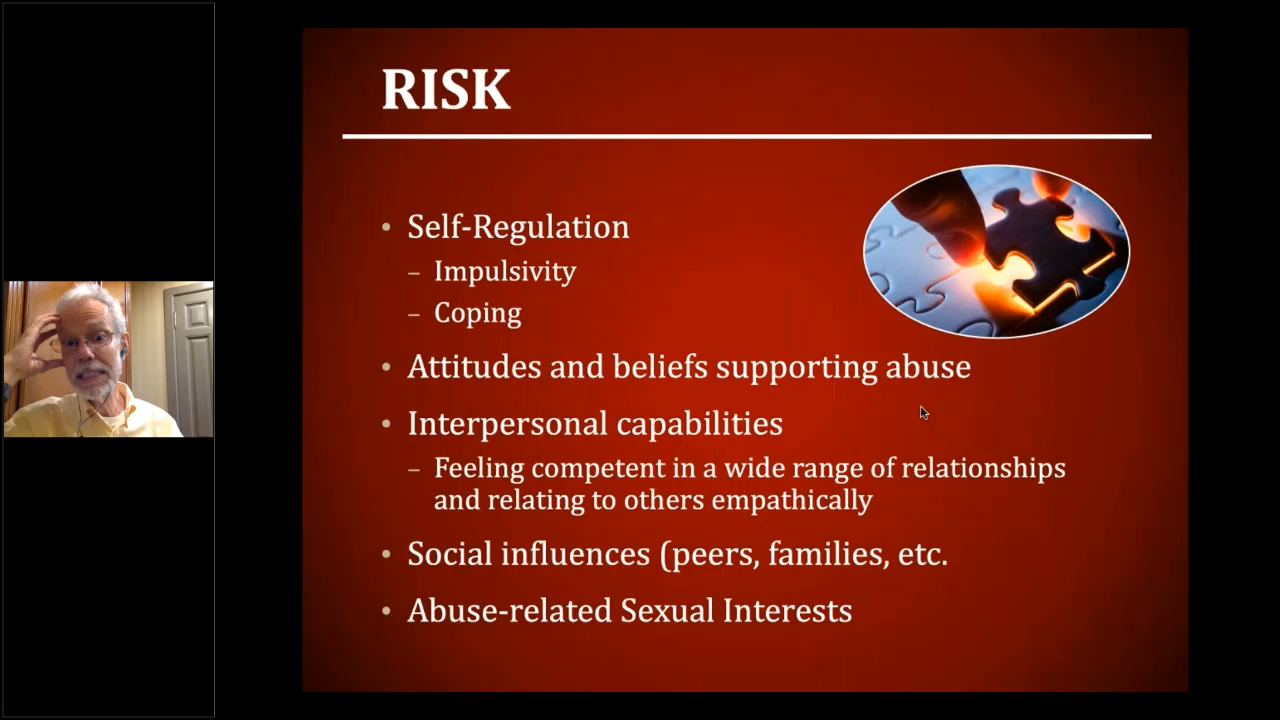 RISK
• Self-Regulation
– Impulsivity
– Coping
• Attitudes and beliefs supporting abuse
• Interpersonal capabilities
– Feeling competent in a wide range of relationships
and relating to others empathically
• Social influences (peers, families, etc.
• Abuse-related Sexual Interests